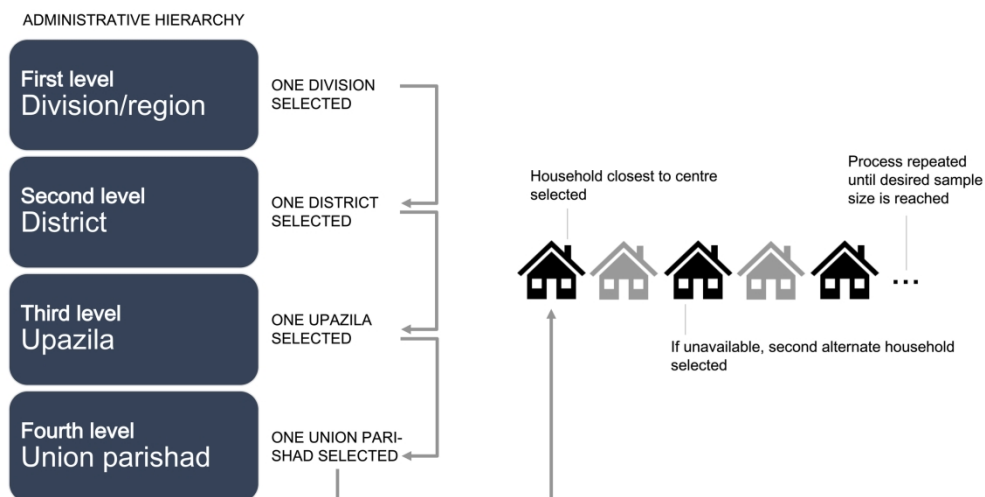 ADMINISTRATIVE HIERARCHY
First level
Division/region
ONE DIVISION
SELECTED
Second level
District
ONE DISTRICT
SELECTED
Third level
Upazila
ONE UPAZILA
SELECTED
Fourth level
Union parishad
ONE UNION PARI-
SHAD SELECTED
Household closest to centre
selected
Process repeated
until desired sample
size is reached
...
If unavailable, second alternate household
selected